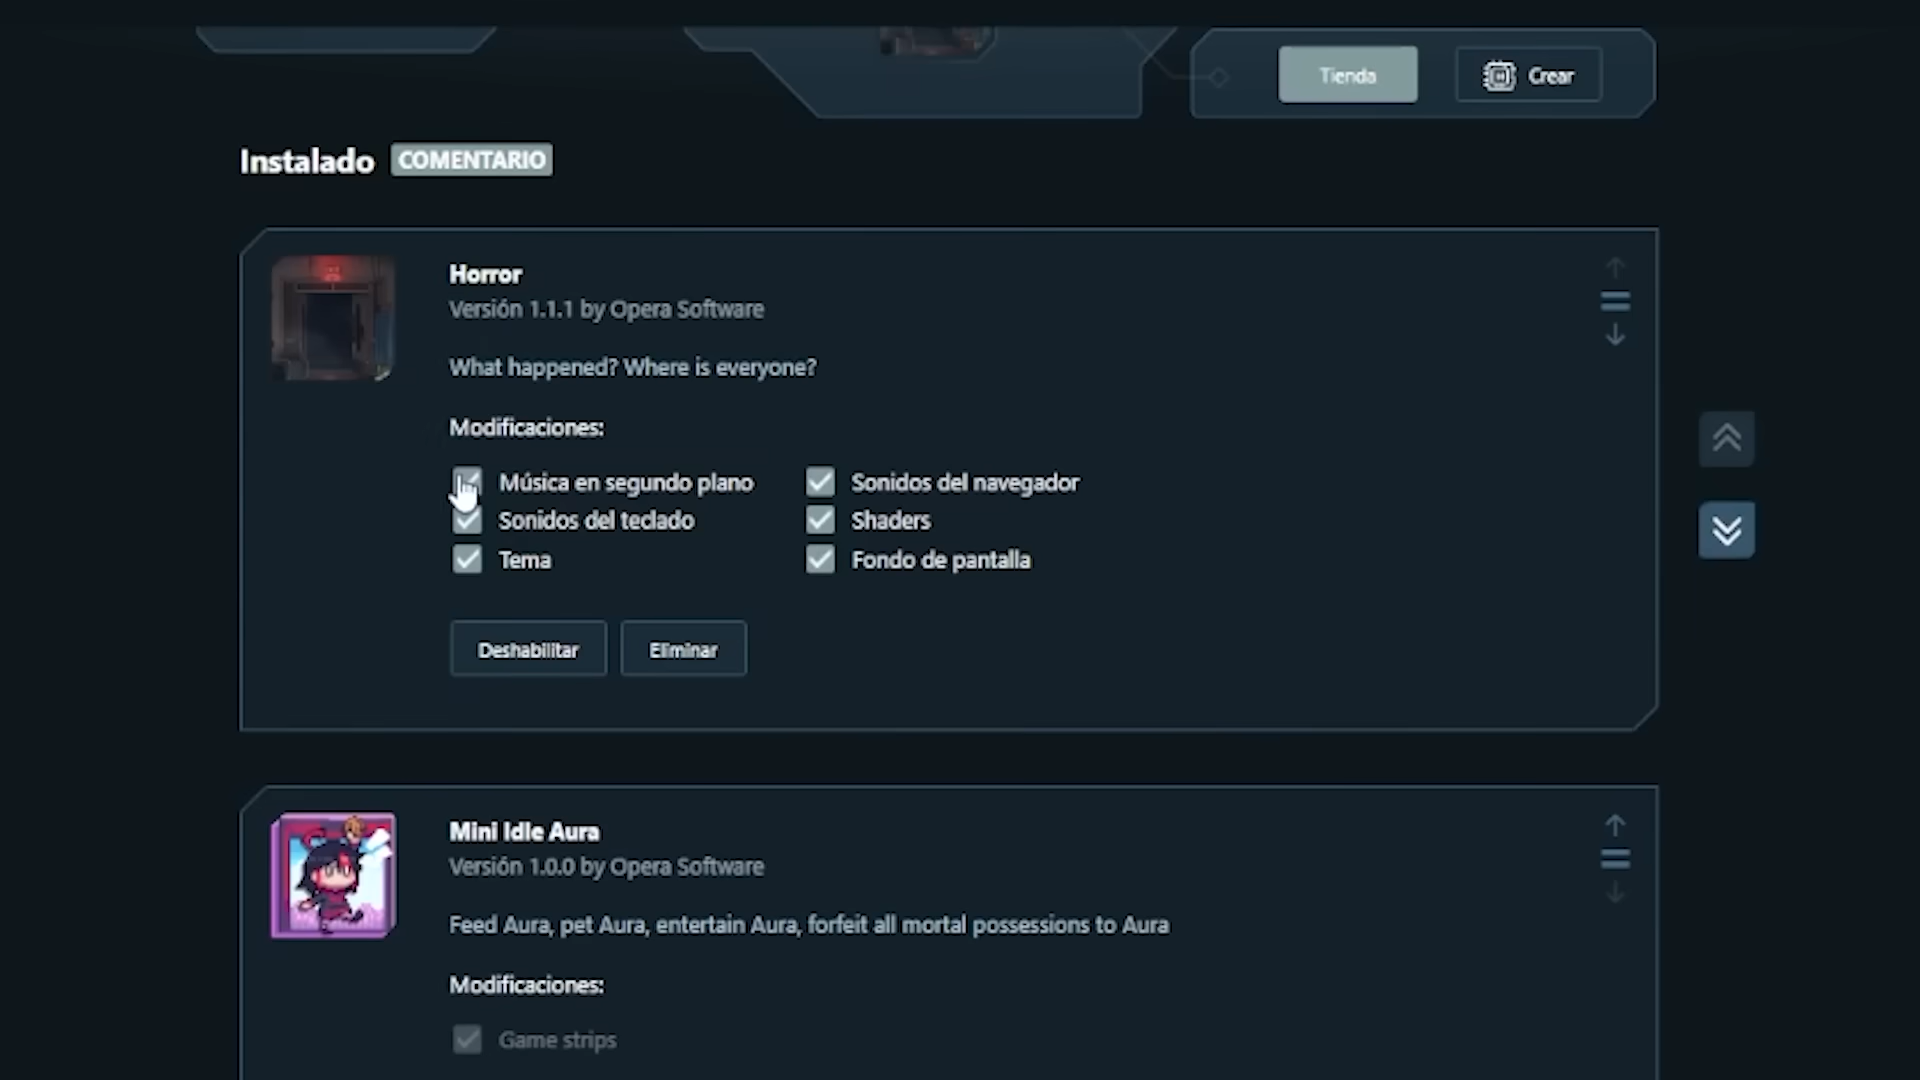 Tienda
Crear
Instalado COMENTARIO
Horror
Versión 1.1.1 by Opera Software
What happened? Where is everyone?
Modificaciones:
Música en segundo plano
Sonidos del navegador
Sonidos del teclado
Shaders
Tema
Fondo de pantalla
Deshabilitar
Eliminar
Mini Idle Aura
Versión 1.0.0 by Opera Software
Feed Aura, pet Aura, entertain Aura, forfeit all mortal possessions to Aura
Modificaciones:
Game strips